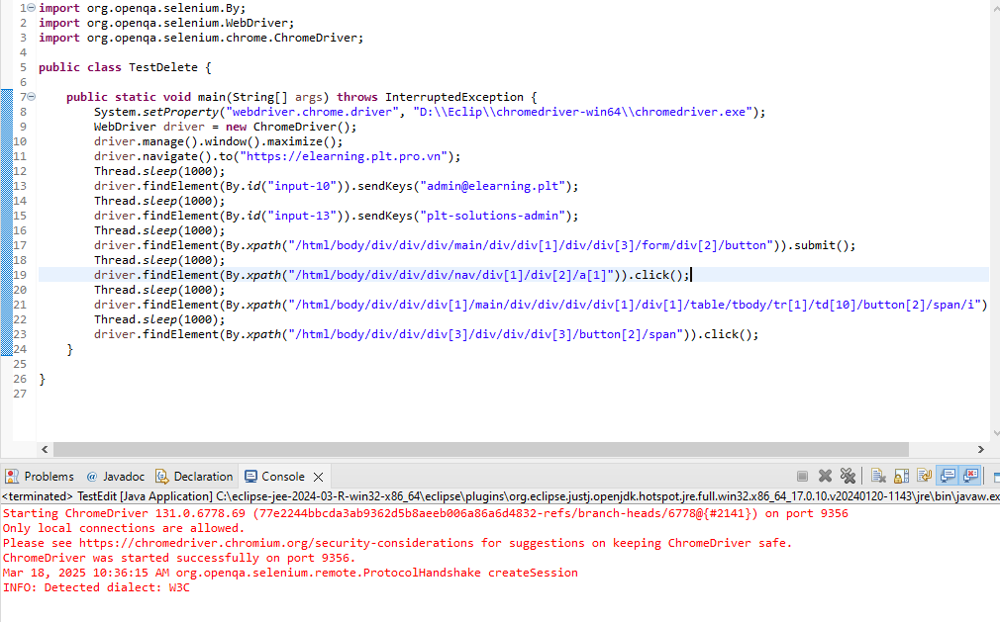 1 import org.openqa.selenium.By;
2 import org.openqa.selenium.WebDriver;
3 import org.openqa.selenium.chrome.ChromeDriver;
4
5 public class TestDelete {
6
7     public static void main(String[] args) throws InterruptedException {
8         System.setProperty("webdriver.chrome.driver", "D:\\Eclip\\chromedriver-win64\\chromedriver.exe");
9         WebDriver driver = new ChromeDriver();
10         driver.manage().window().maximize();
11         driver.navigate().to("https://elearning.plt.pro.vn");
12         Thread.sleep(1000);
13         driver.findElement(By.id("input-10")).sendKeys("admin@elearning.plt");
14         Thread.sleep(1000);
15         driver.findElement(By.id("input-13")).sendKeys("plt-solutions-admin");
16         Thread.sleep(1000);
17         driver.findElement(By.xpath("/html/body/div/div/div/main/div/div[1]/div/div[3]/form/div[2]/button")).submit();
18         Thread.sleep(1000);
19         driver.findElement(By.xpath("/html/body/div/div/div/nav/div[1]/div[2]/a[1]")).click();
20         Thread.sleep(1000);
21         driver.findElement(By.xpath("/html/body/div/div/div[1]/main/div/div/div/div[1]/div[1]/table/tbody/tr[1]/td[10]/button[2]/span/i")
22         Thread.sleep(1000);
23         driver.findElement(By.xpath("/html/body/div/div/div[3]/div/div/div[3]/button[2]/span")).click();
24     }
25
26 }
27
Problems @ Javadoc Declaration Console
<terminated> TestEdit [Java Application] C:\eclipse-jee-2024-03-R-win32-x86_64\eclipse\plugins\org.eclipse.justj.openjdk.hotspot.jre.full.win32.x86_64_17.0.10.v20240120-1143\jre\bin\javaw.ex
Starting ChromeDriver 131.0.6778.69 (77e2244bbcda3ab9362d5b8aeeb006a86a6d4832-refs/branch-heads/6778@{#2141}) on port 9356
Only local connections are allowed.
Please see https://chromedriver.chromium.org/security-considerations for suggestions on keeping ChromeDriver safe.
ChromeDriver was started successfully on port 9356.
Mar 18, 2025 10:36:15 AM org.openqa.selenium.remote.ProtocolHandshake createSession
INFO: Detected dialect: W3C